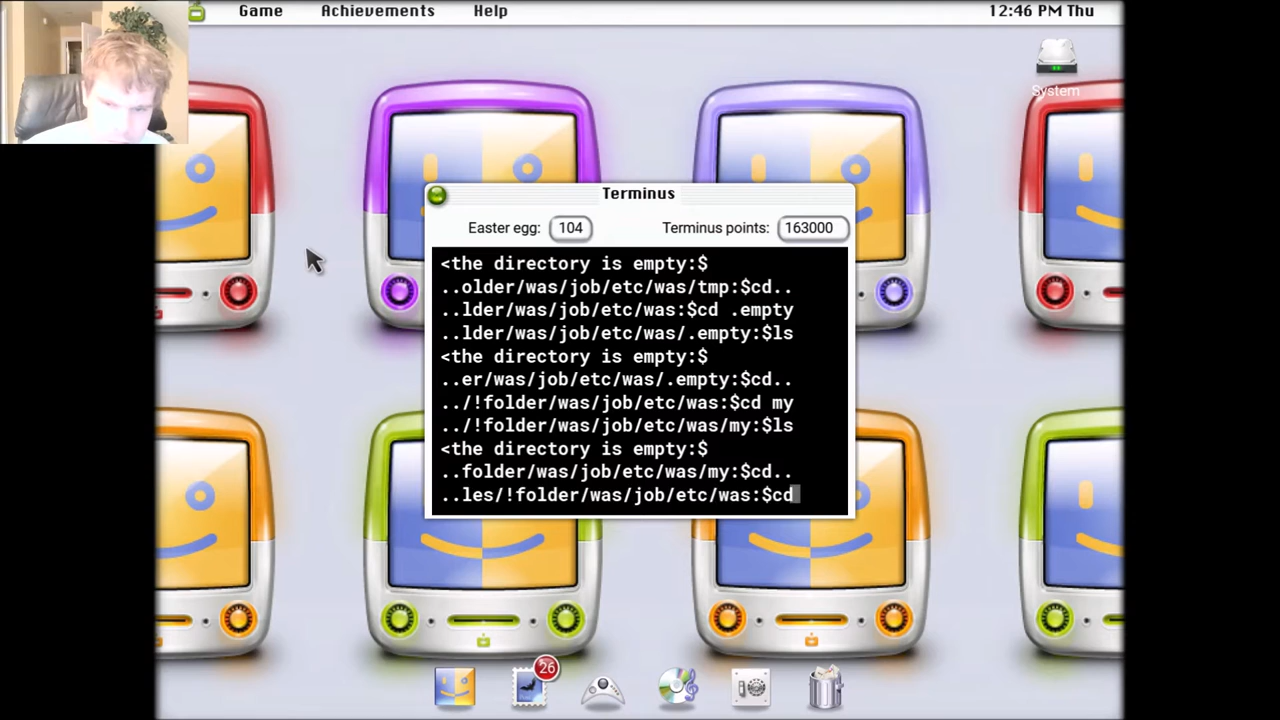 Game Achievements Help 12:46 PM Thu
System
Terminus
Easter egg: 104 Terminus points: 163000
<the directory is empty:$
..older/was/job/etc/was/tmp:$cd..
..lder/was/job/etc/was:$cd .empty
..lder/was/job/etc/was/.empty:$ls
<the directory is empty:$
..er/was/job/etc/was/.empty:$cd..
../!folder/was/job/etc/was:$cd my
../!folder/was/job/etc/was/my:$ls
<the directory is empty:$
..folder/was/job/etc/was/my:$cd..
..les/!folder/was/job/etc/was:$cd
26